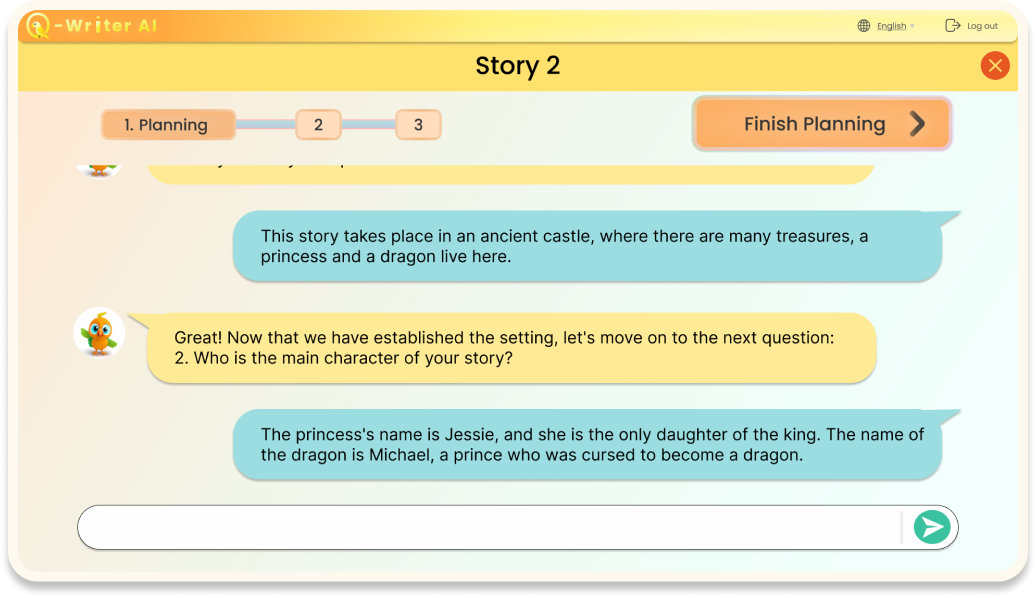 Q-Writer AI
English
Log out
Story 2
1. Planning
2
3
Finish Planning
This story takes place in an ancient castle, where there are many treasures, a
princess and a dragon live here.
Great! Now that we have established the setting, let's move on to the next question:
2. Who is the main character of your story?
The princess's name is Jessie, and she is the only daughter of the king. The name of
the dragon is Michael, a prince who was cursed to become a dragon.